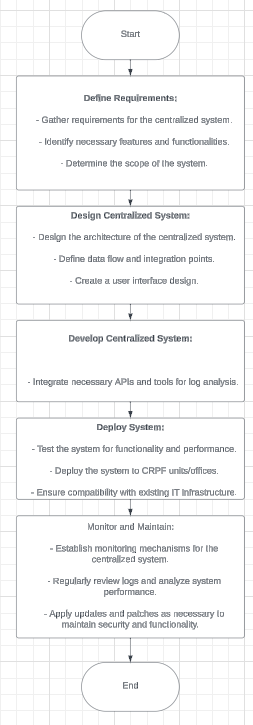 Start
Define Requirements;
- Gather requirements for the centralized system.
- Identify necessary features and functionalities.
- Determine the scope of the system.
Design Centralized System:
- Design the architecture of the centralized system.
- Define data flow and integration points.
- Create a user interface design.
Develop Centralized System:
- Integrate necessary APIs and tools for log analysis.
Deploy System:
- Test the system for functionality and performance.
- Deploy the system to CRPF units/offices.
- Ensure compatibility with existing IT infrastructure.
Monitor and Maintain:
- Establish monitoring mechanisms for the
centralized system.
- Regularly review logs and analyze system
performance.
- Apply updates and patches as necessary to
maintain security and functionality.
End